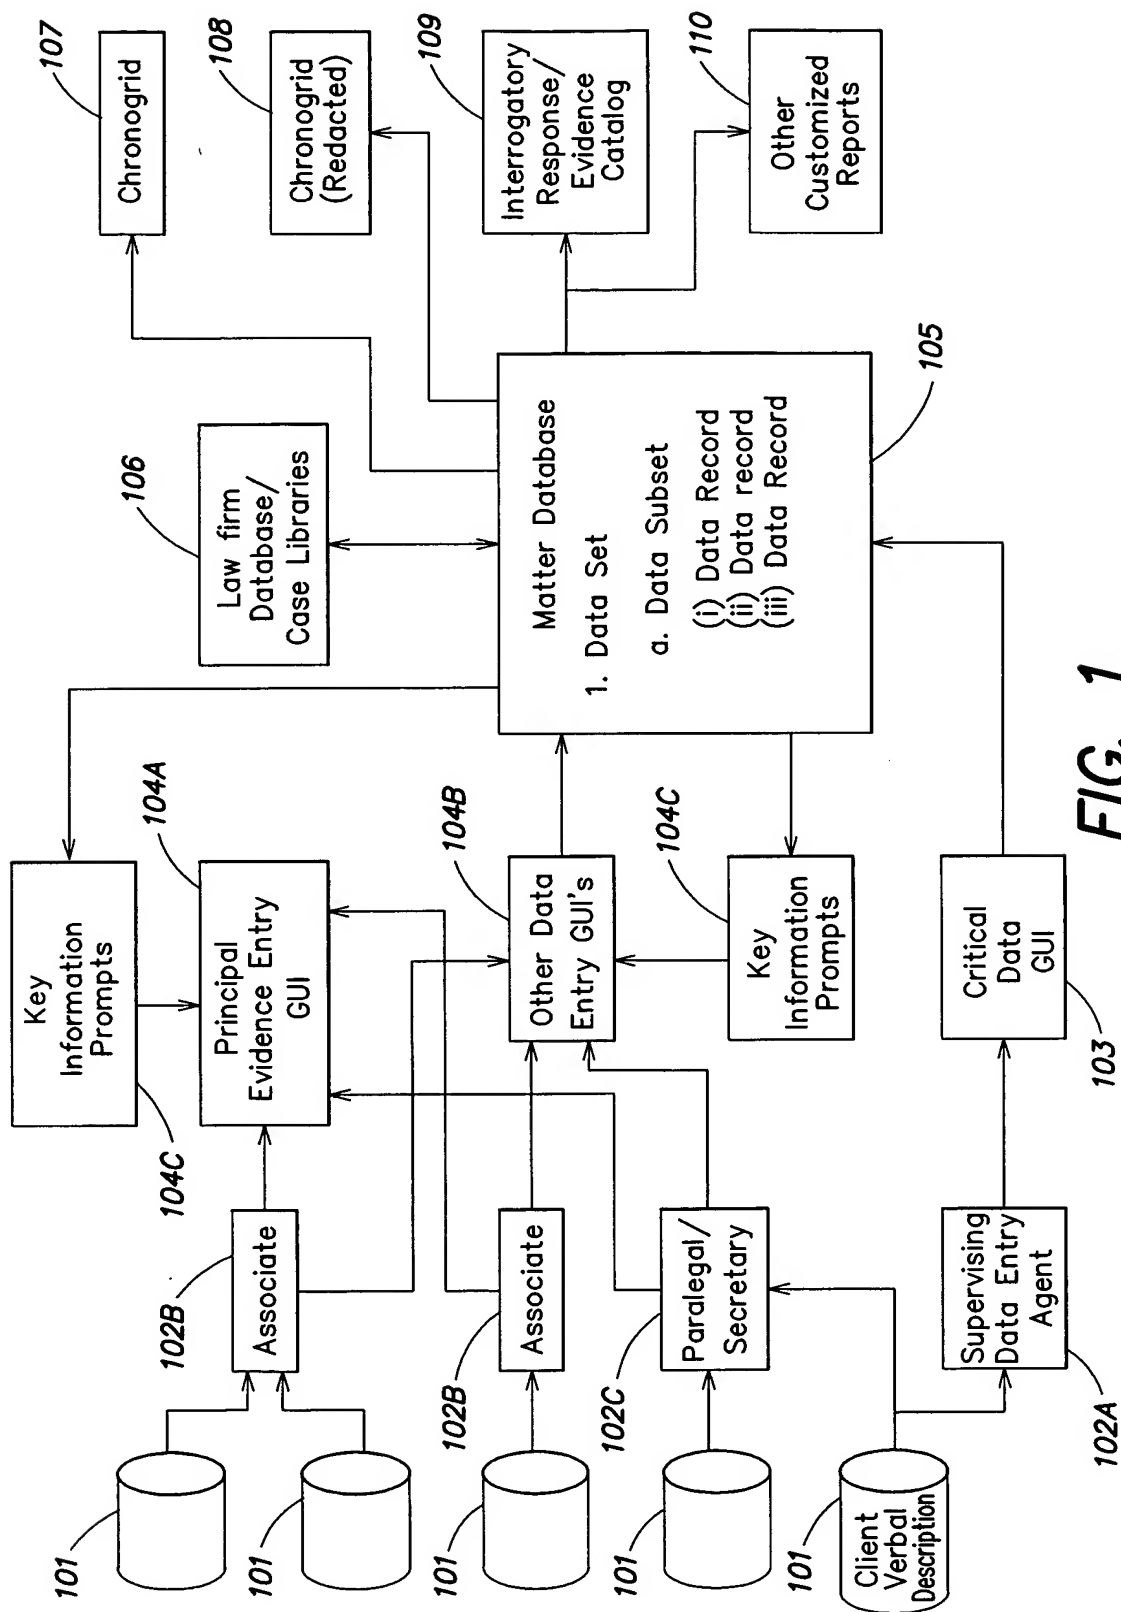 101
101
101
101
101
Client
Verbal
Description
102B
Associate
102B
Associate
102C
Paralegal/
Secretary
102A
Supervising
Data Entry
Agent
104C
Key
Information
Prompts
104A
Principal
Evidence Entry
GUI
104B
Other Data
Entry GUI's
104C
Key
Information
Prompts
103
Critical
Data
GUI
106
Law firm
Database/
Case Libraries
105
Matter Database
1. Data Set
a. Data Subset
(i) Data Record
(ii) Data record
(iii) Data Record
107
Chronogrid
108
Chronogrid
(Redacted)
109
Interrogatory
Response/
Evidence
Catalog
110
Other
Customized
Reports
FIG. 1